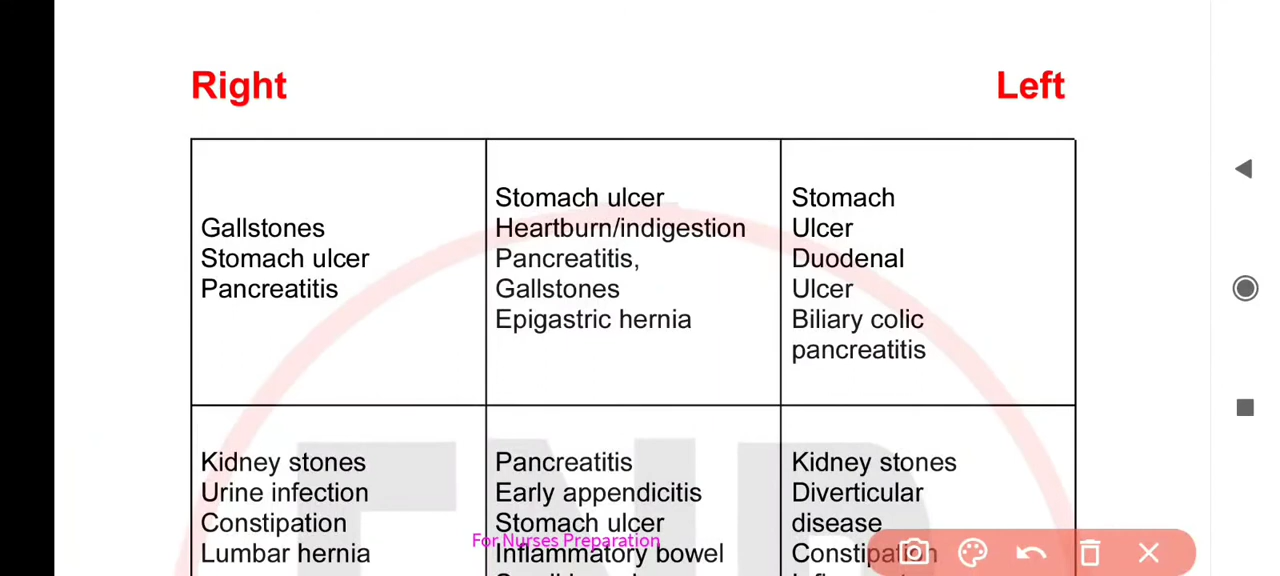 Right
Left
Gallstones
Stomach ulcer
Pancreatitis
Stomach ulcer
Heartburn/indigestion
Pancreatitis,
Gallstones
Epigastric hernia
Stomach
Ulcer
Duodenal
Ulcer
Biliary colic
pancreatitis
Kidney stones
Urine infection
Constipation
Lumbar hernia
Pancreatitis
Early appendicitis
Stomach ulcer
Inflammatory bowel
Kidney stones
Diverticular
disease
Constipation
For Nurses Preparation